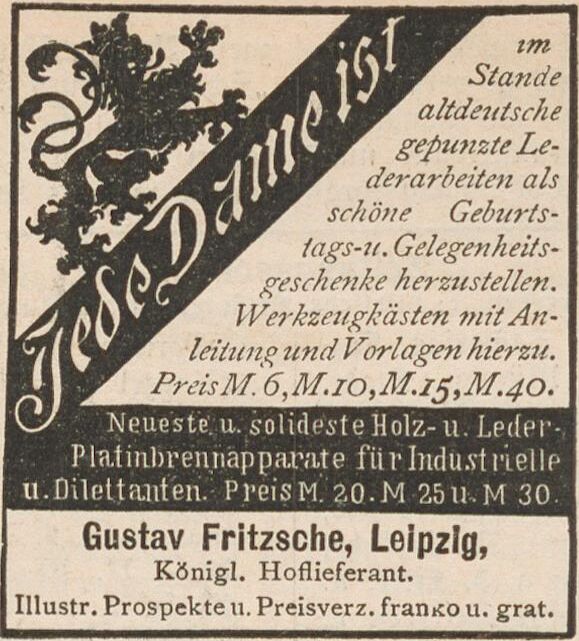 Jede Dame ist
im
Stande
altdeutsche
gepunzte Le-
derarbeiten als
schöne Geburts-
tags-u. Gelegenheits-
geschenke herzustellen.
Werkzeugkästen mit An-
leitung und Vorlagen hierzu.
Preis M. 6, M. 10, M. 15, M. 40.
Neueste u. solideste Holz- u. Leder-
Platinbrennapparate für Industrielle
u. Dilettanten. Preis M. 20. M 25 u. M 30.
Gustav Fritzsche, Leipzig,
Königl. Hoflieferant.
Illustr. Prospekte u. Preisverz. franko u. grat.